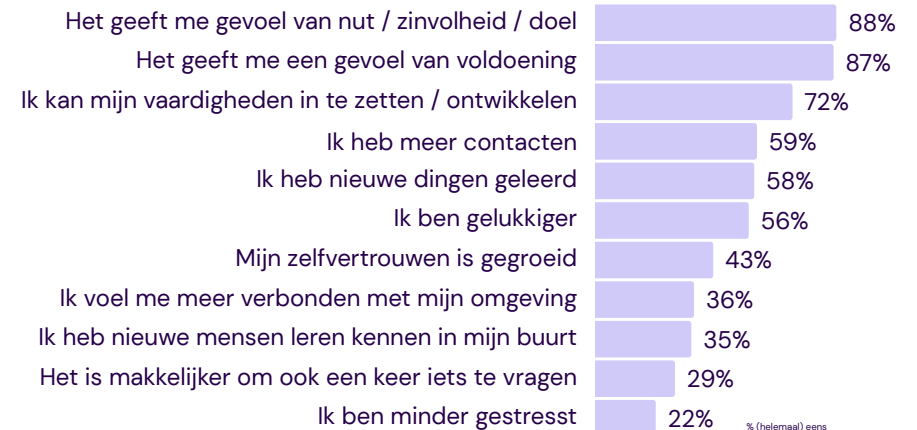 Het geeft me gevoel van nut / zinvolheid / doel 88%
Het geeft me een gevoel van voldoening 87%
Ik kan mijn vaardigheden in te zetten / ontwikkelen 72%
Ik heb meer contacten 59%
Ik heb nieuwe dingen geleerd 58%
Ik ben gelukkiger 56%
Mijn zelfvertrouwen is gegroeid 43%
Ik voel me meer verbonden met mijn omgeving 36%
Ik heb nieuwe mensen leren kennen in mijn buurt 35%
Het is makkelijker om ook een keer iets te vragen 29%
Ik ben minder gestresst 22%
% (helemaal) eens